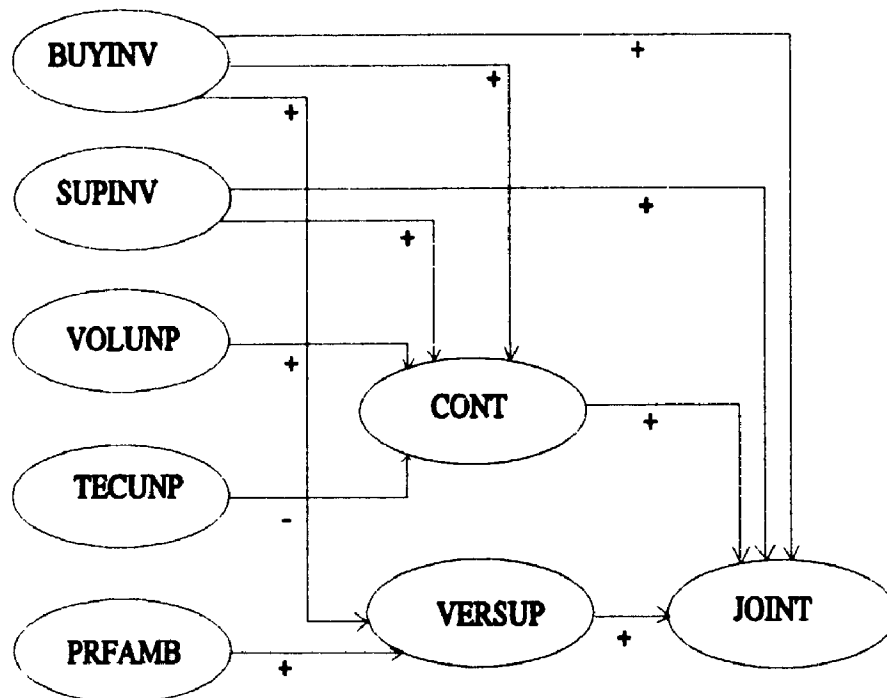 BUYINV
+
+
+
SUPINV
+
+
VOLUNP
+
CONT
+
TECUNP
-
VERSUP
JOINT
+
PRFAMB
+